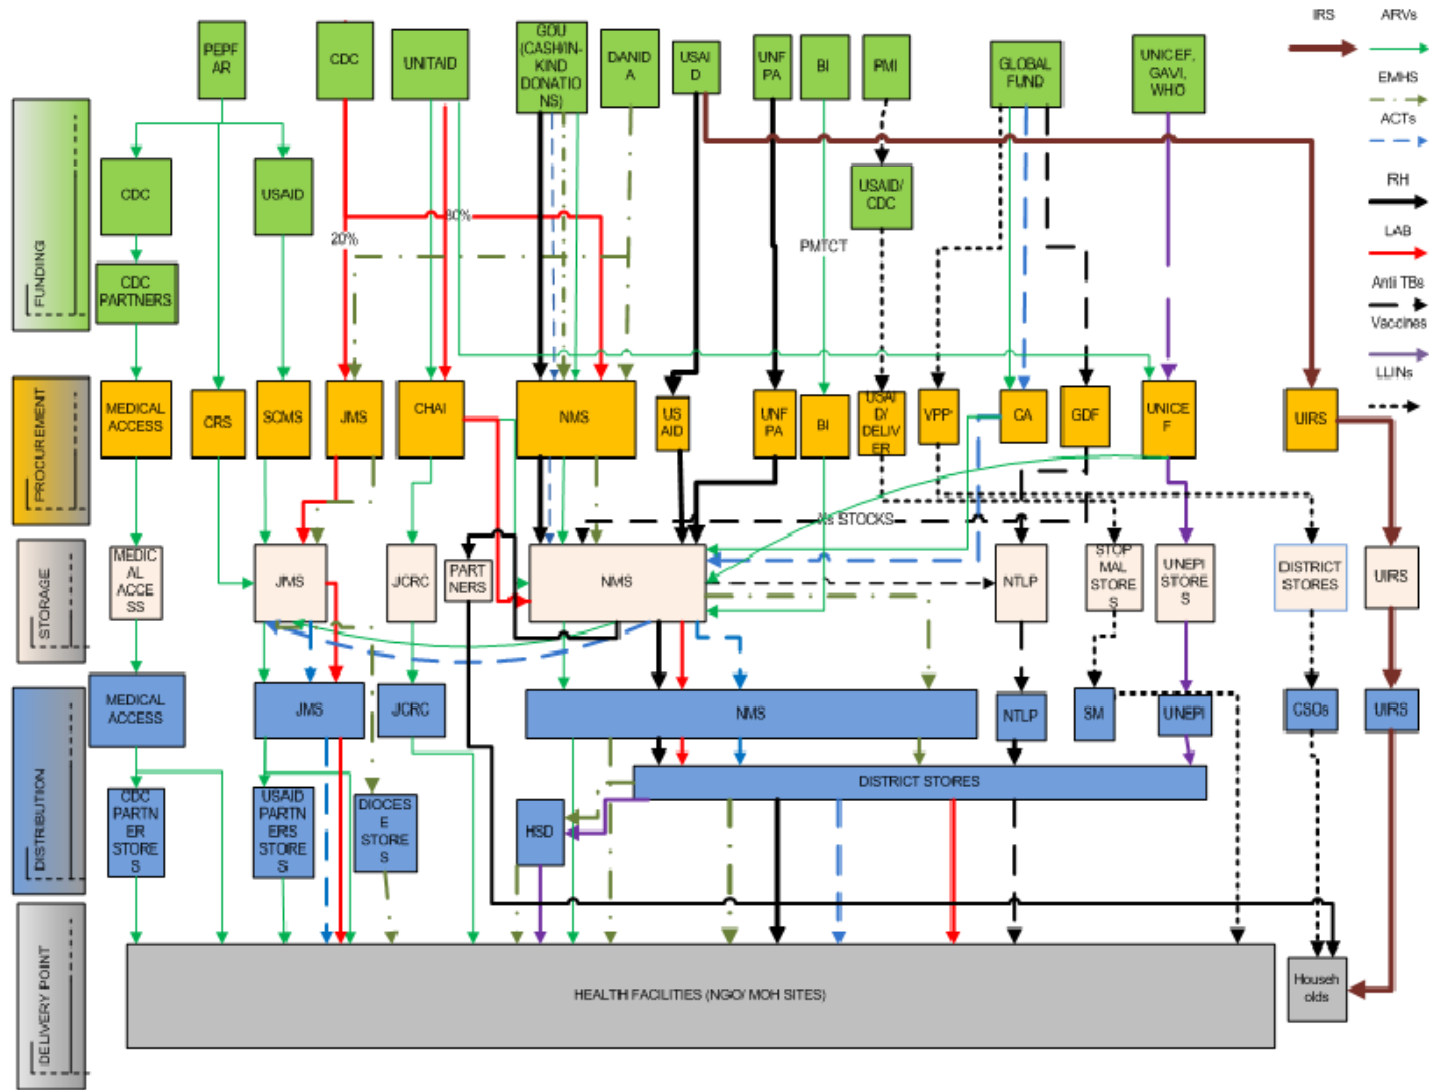 IRS
ARVs
EMHS
ACTs
RH
LAB
Anti TBs
Vaccines
LLINs
FUNDING
PEPF
AR
CDC
UNITAID
GOU
(CASH/IN-
KIND
DONATIO
NS)
DANID
A
USAI
D
UNF
PA
BI
PMI
GLOBAL
FUND
UNICEF,
GAVI,
WHO
CDC
USAID
USAID/
CDC
80%
20%
PMTCT
CDC
PARTNERS
PROCUREMENT
MEDICAL
ACCESS
CRS
SCMS
JMS
CHAI
NMS
US
AID
UNF
PA
BI
USAI
D/
DELIV
ER
VPP
CA
GDF
UNICE
F
UIRS
STOCKS
STORAGE
MEDIC
AL
ACCE
SS
JMS
JCRC
PART
NERS
NMS
NTLP
STOP
MAL
STORE
S
UNEPI
STORE
S
DISTRICT
STORES
UIRS
DISTRIBUTION
MEDICAL
ACCESS
JMS
JCRC
NMS
NTLP
SM
UNEPI
CSOs
UIRS
DISTRICT STORES
CDC
PARTN
ER
STORE
S
USAID
PARTN
ERS
STORE
S
DIOCES
E
STORE
S
HSD
DELIVERY POINT
HEALTH FACILITIES (NGO/ MOH SITES)
Househ
olds